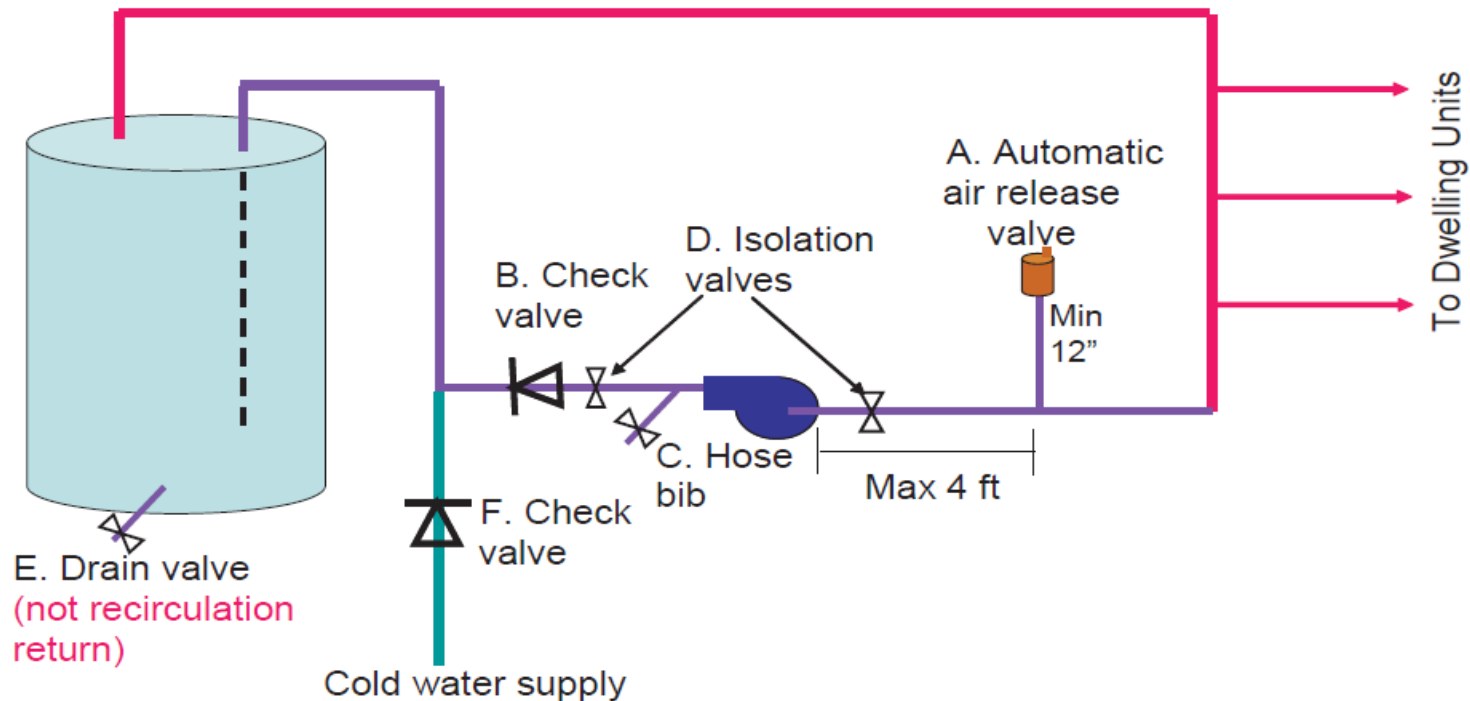 A. Automatic
air release
valve
To Dwelling Units
D. Isolation
valves
B. Check
valve
Min
12”
C. Hose
bib
Max 4 ft
F. Check
valve
E. Drain valve
(not recirculation
return)
Cold water supply